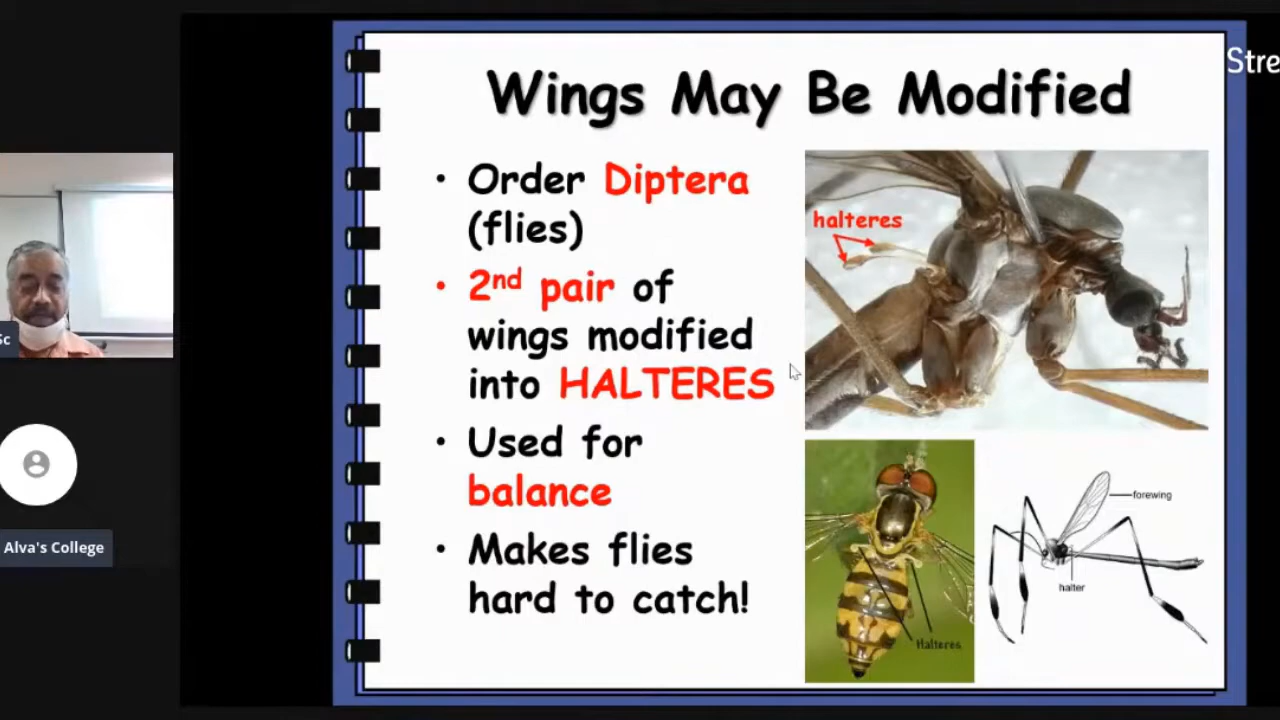 Wings May Be Modified
• Order Diptera
(flies)
• 2nd pair of
wings modified
into HALTERES
• Used for
balance
• Makes flies
hard to catch!
halteres
Halteres
forewing
halter
Stre
Sc
Alva's College